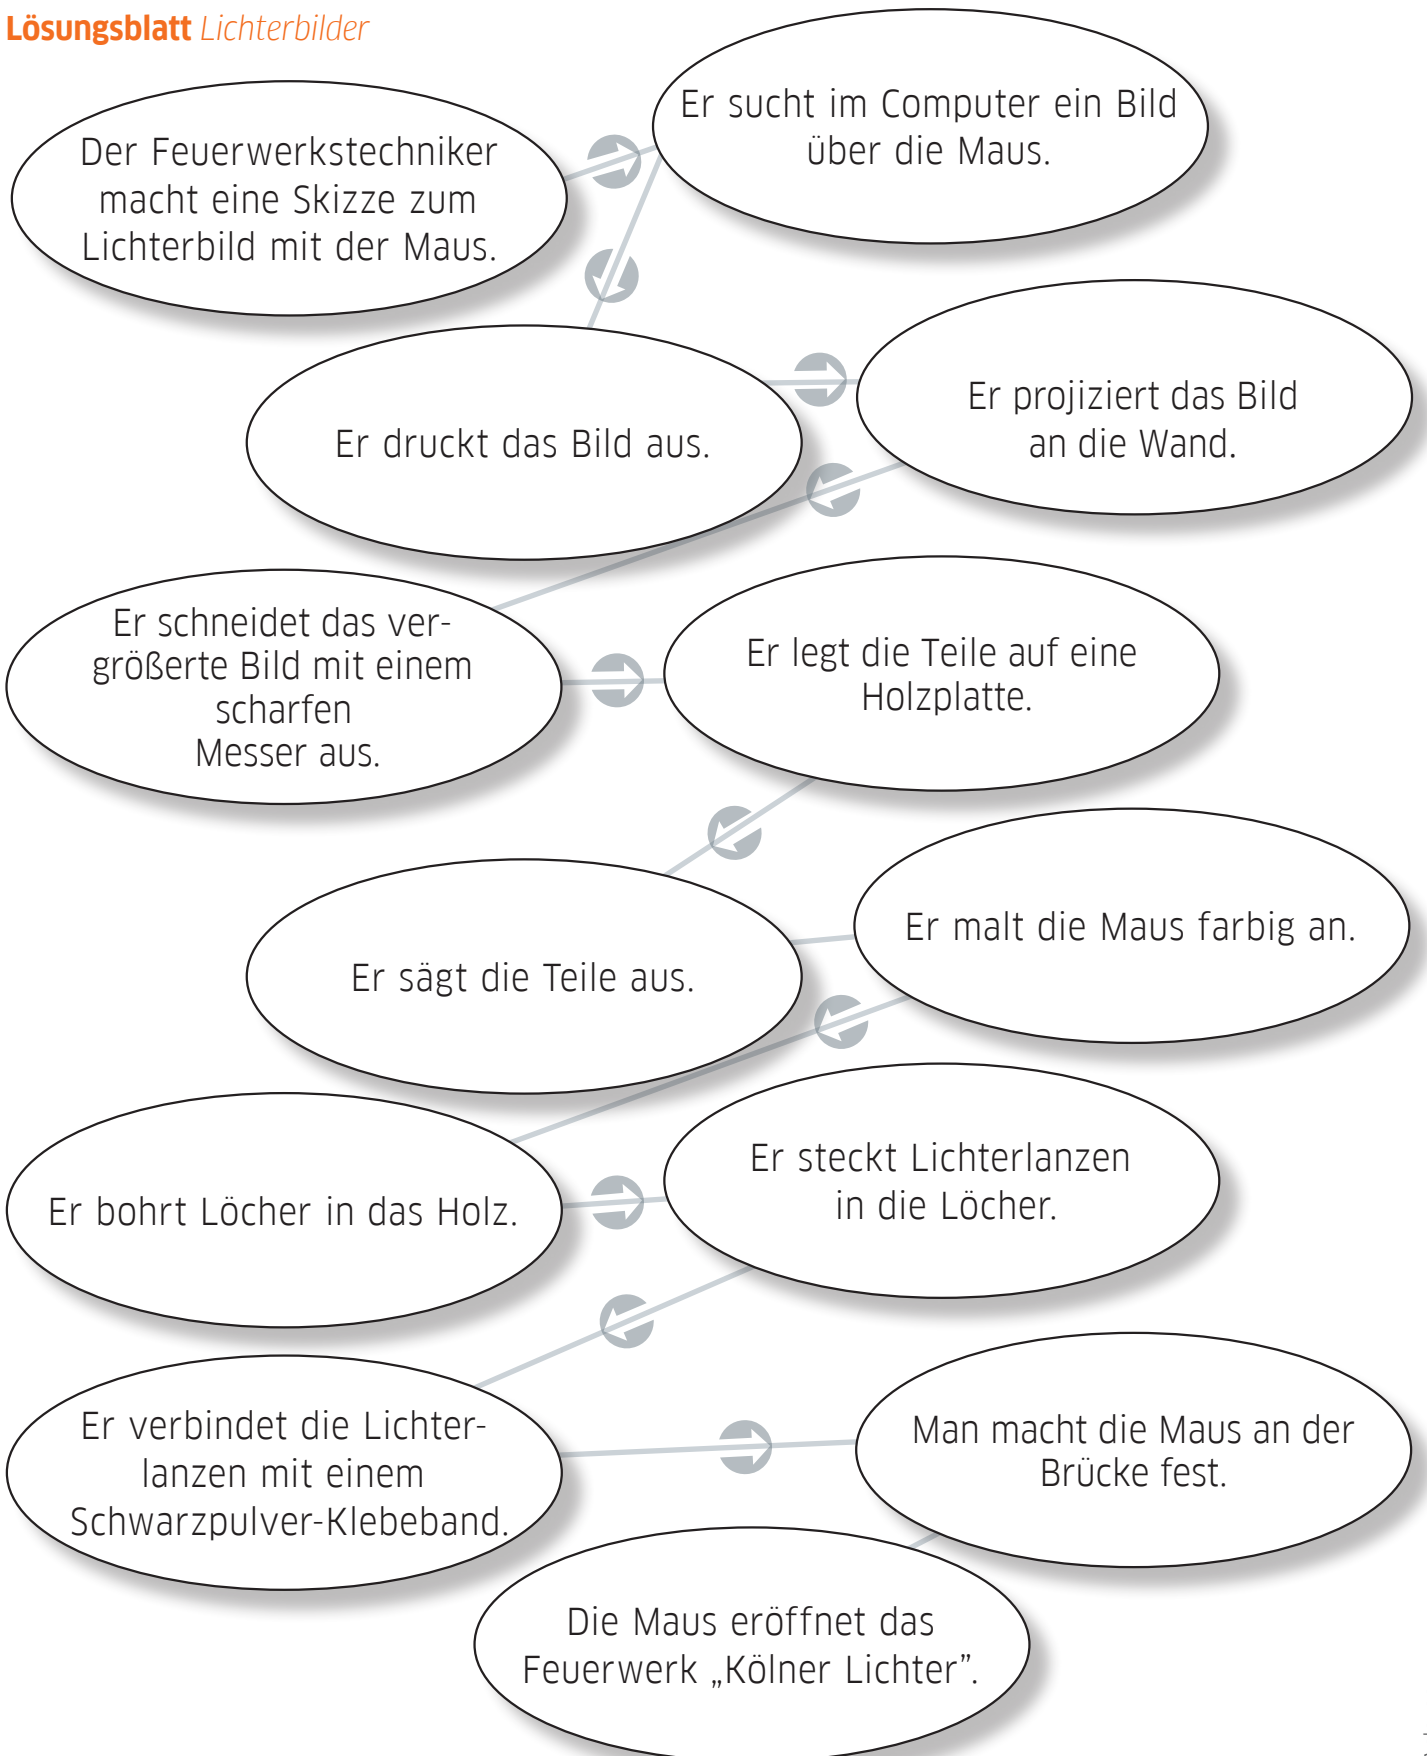 Lösungsblatt Lichterbilder
Der Feuerwerkstechniker
macht eine Skizze zum
Lichterbild mit der Maus.
Er sucht im Computer ein Bild
über die Maus.
Er druckt das Bild aus.
Er projiziert das Bild
an die Wand.
Er schneidet das ver-
größerte Bild mit einem
scharfen
Messer aus.
Er legt die Teile auf eine
Holzplatte.
Er sägt die Teile aus.
Er malt die Maus farbig an.
Er bohrt Löcher in das Holz.
Er steckt Lichterlanzen
in die Löcher.
Er verbindet die Lichter-
lanzen mit einem
Schwarzpulver-Klebeband.
Man macht die Maus an der
Brücke fest.
Die Maus eröffnet das
Feuerwerk „Kölner Lichter”.